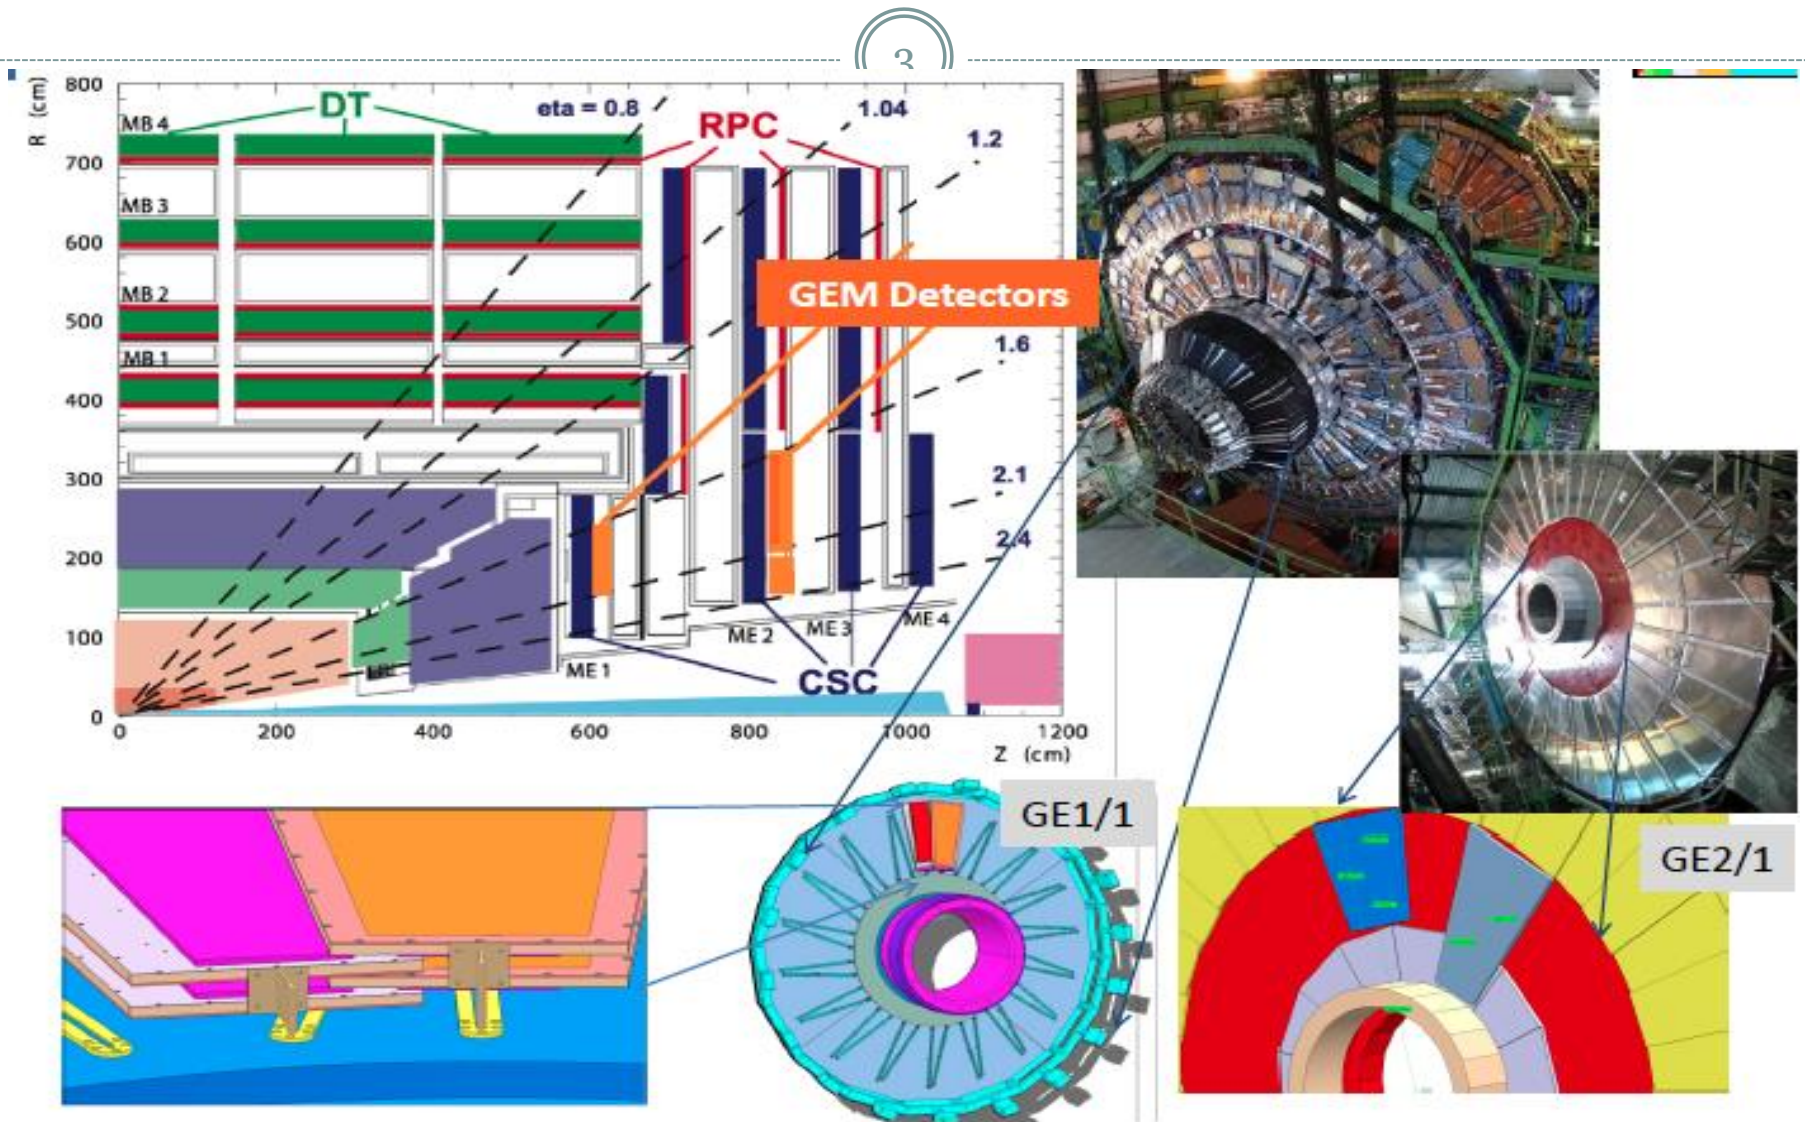 3
800
R (cm)
DT
eta = 0.8
1.04
MB 4
RPC
1.2
700
MB 3
600
GEM Detectors
MB 2
500
1.6
MB 1
400
300
2.1
2.4
200
100
ME 2
ME 3
ME 4
ME 1
CSC
0
0
200
400
600
800
1000
1200
Z (cm)
GE1/1
GE2/1